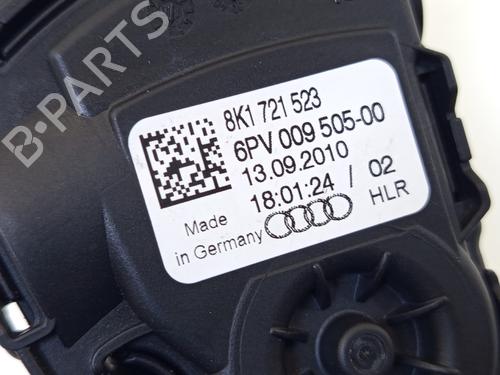 8K1 721 523
6PV 009 505-00
13.09.2010
18:01:24 / 02
Made HLR
in Germany
B-PARTS